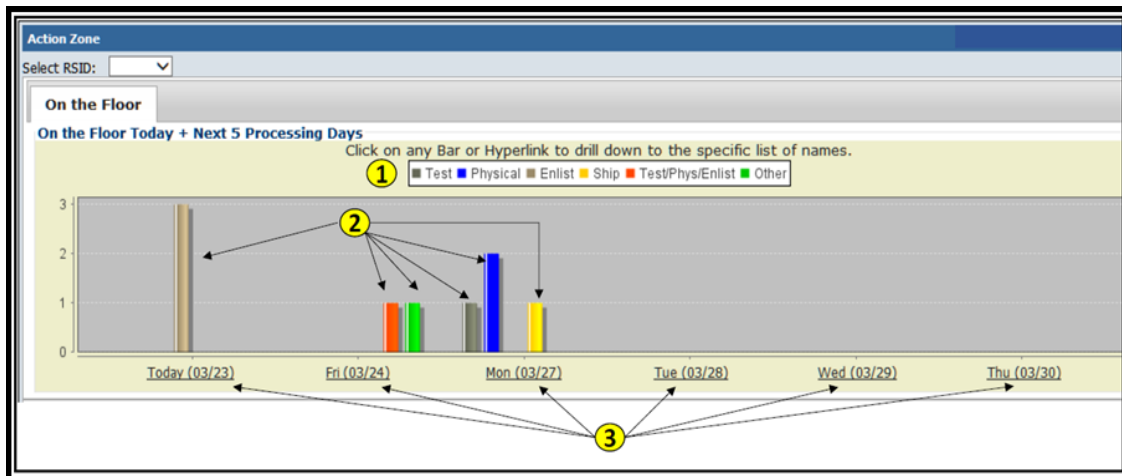 Action Zone
Select RSID:
On the Floor
On the Floor Today + Next 5 Processing Days
Click on any Bar or Hyperlink to drill down to the specific list of names.
1
Test Physical Enlist Ship Test/Phys/Enlist Other
3
2
2
1
0
Today (03/23) Fri (03/24) Mon (03/27) Tue (03/28) Wed (03/29) Thu (03/30)
3